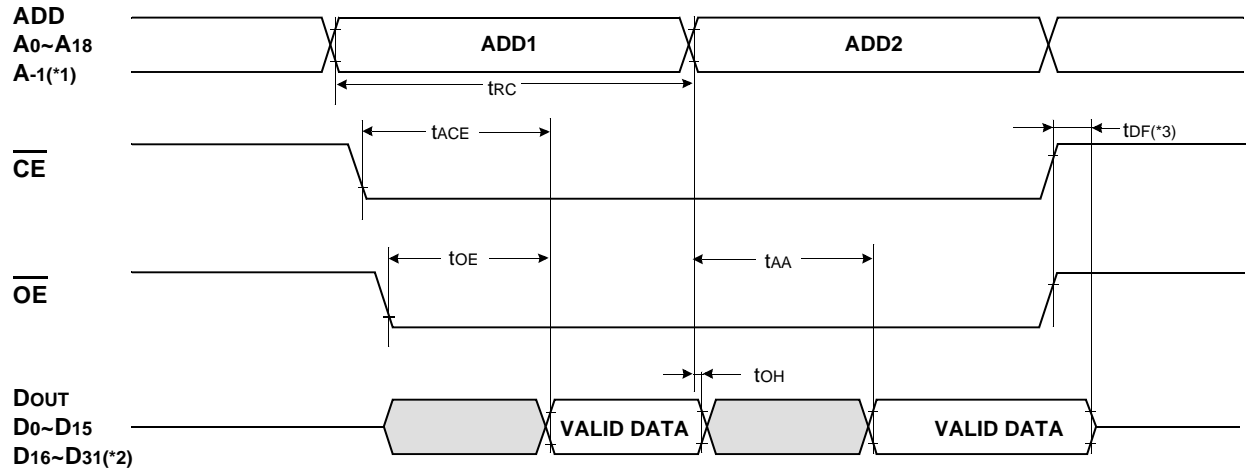 ADD
A0~A18
A-1(*1)
ADD1
ADD2
tRC
tACE
tDF(*3)
CE
tOE
tAA
OE
tOH
DOUT
D0~D15
D16~D31(*2)
VALID DATA
VALID DATA